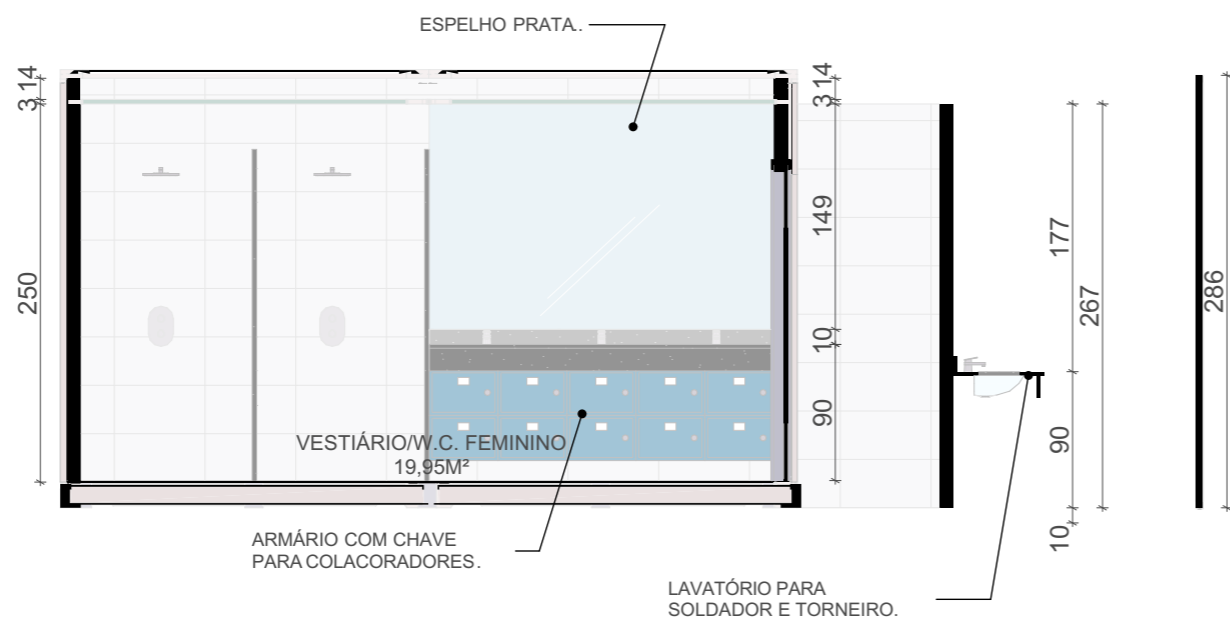 ESPELHO PRATA..
14
3
250
14
3
149
10
90
177
267
286
90
10
VESTIÁRIO/W.C. FEMININO
19,95M²
ARMÁRIO COM CHAVE
PARA COLACORADORES.
LAVATÓRIO PARA
SOLDADOR E TORNEIRO.